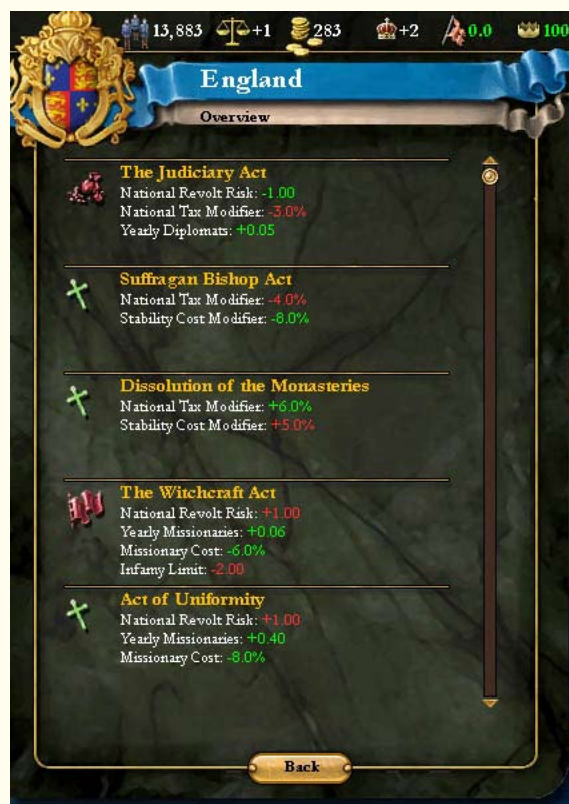 13,883 +1 283 +2 0.0 100
England
Overview
The Judiciary Act
National Revolt Risk: -1.00
National Tax Modifier: -3.0%
Yearly Diplomats: +0.05
Suffragan Bishop Act
National Tax Modifier: -4.0%
Stability Cost Modifier: -8.0%
Dissolution of the Monasteries
National Tax Modifier: +6.0%
Stability Cost Modifier: +5.0%
The Witchcraft Act
National Revolt Risk: +1.00
Yearly Missionaries: +0.06
Missionary Cost: -6.0%
Infamy Limit: -2.00
Act of Uniformity
National Revolt Risk: +1.00
Yearly Missionaries: +0.40
Missionary Cost: -8.0%
Back